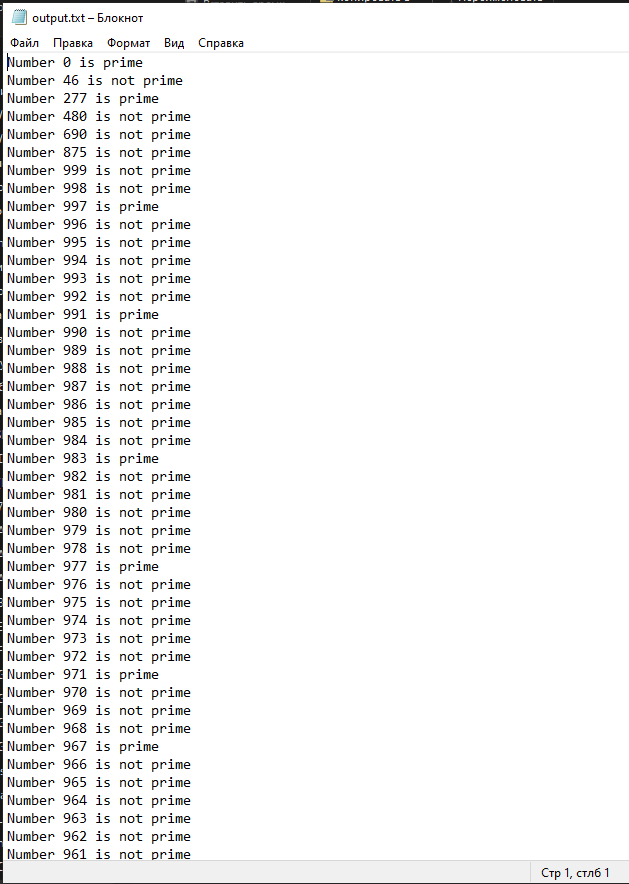 output.txt – Блокнот
Файл Правка Формат Вид Справка
Number 0 is prime
Number 46 is not prime
Number 277 is prime
Number 480 is not prime
Number 690 is not prime
Number 875 is not prime
Number 999 is not prime
Number 998 is not prime
Number 997 is prime
Number 996 is not prime
Number 995 is not prime
Number 994 is not prime
Number 993 is not prime
Number 992 is not prime
Number 991 is prime
Number 990 is not prime
Number 989 is not prime
Number 988 is not prime
Number 987 is not prime
Number 986 is not prime
Number 985 is not prime
Number 984 is not prime
Number 983 is prime
Number 982 is not prime
Number 981 is not prime
Number 980 is not prime
Number 979 is not prime
Number 978 is not prime
Number 977 is prime
Number 976 is not prime
Number 975 is not prime
Number 974 is not prime
Number 973 is not prime
Number 972 is not prime
Number 971 is prime
Number 970 is not prime
Number 969 is not prime
Number 968 is not prime
Number 967 is prime
Number 966 is not prime
Number 965 is not prime
Number 964 is not prime
Number 963 is not prime
Number 962 is not prime
Number 961 is not prime
Стр 1, стлб 1